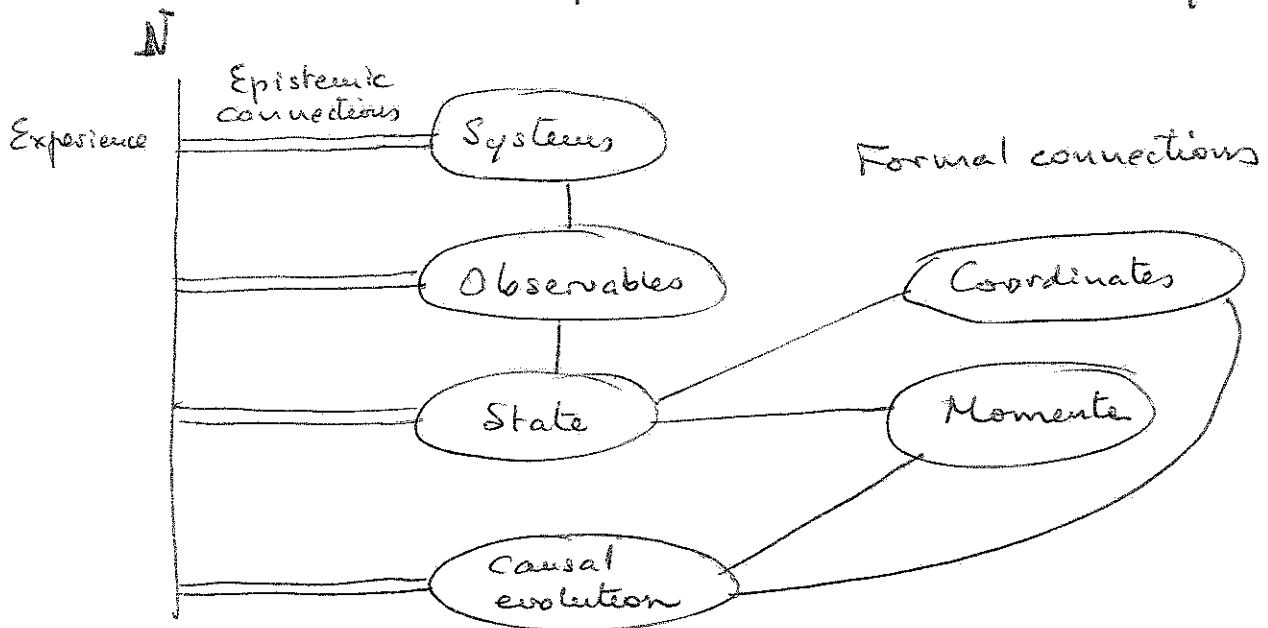 N
Epistemic
connections
Experience
Systems
Formal connections
Observables
Coordinates
State
Momenta
Causal
evolution